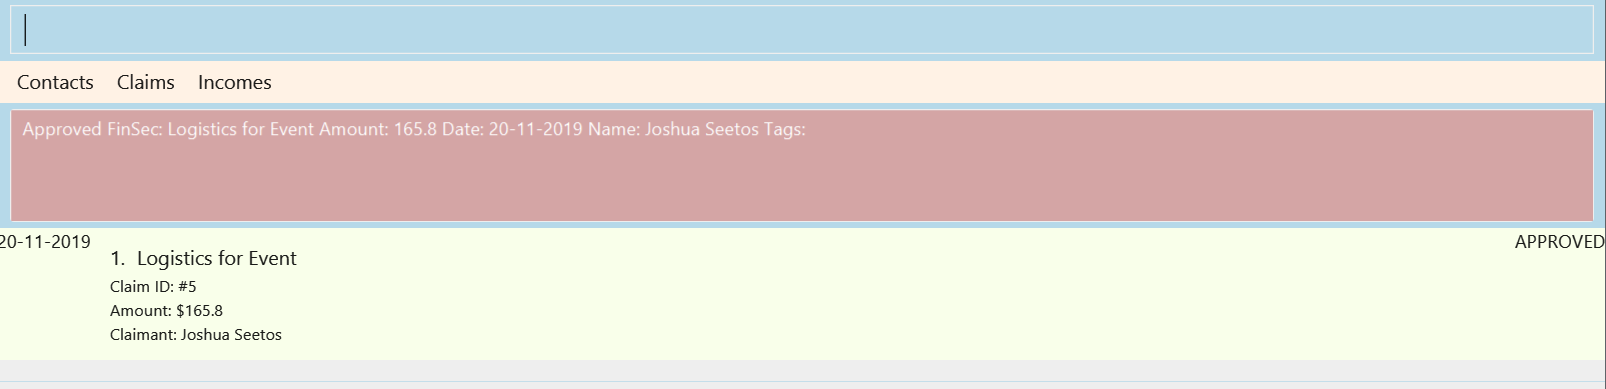 Contacts Claims Incomes
Approved FinSec: Logistics for Event Amount: 165.8 Date: 20-11-2019 Name: Joshua Seetos Tags:
20-11-2019 APPROVED
1. Logistics for Event
Claim ID: #5
Amount: $165.8
Claimant: Joshua Seetos